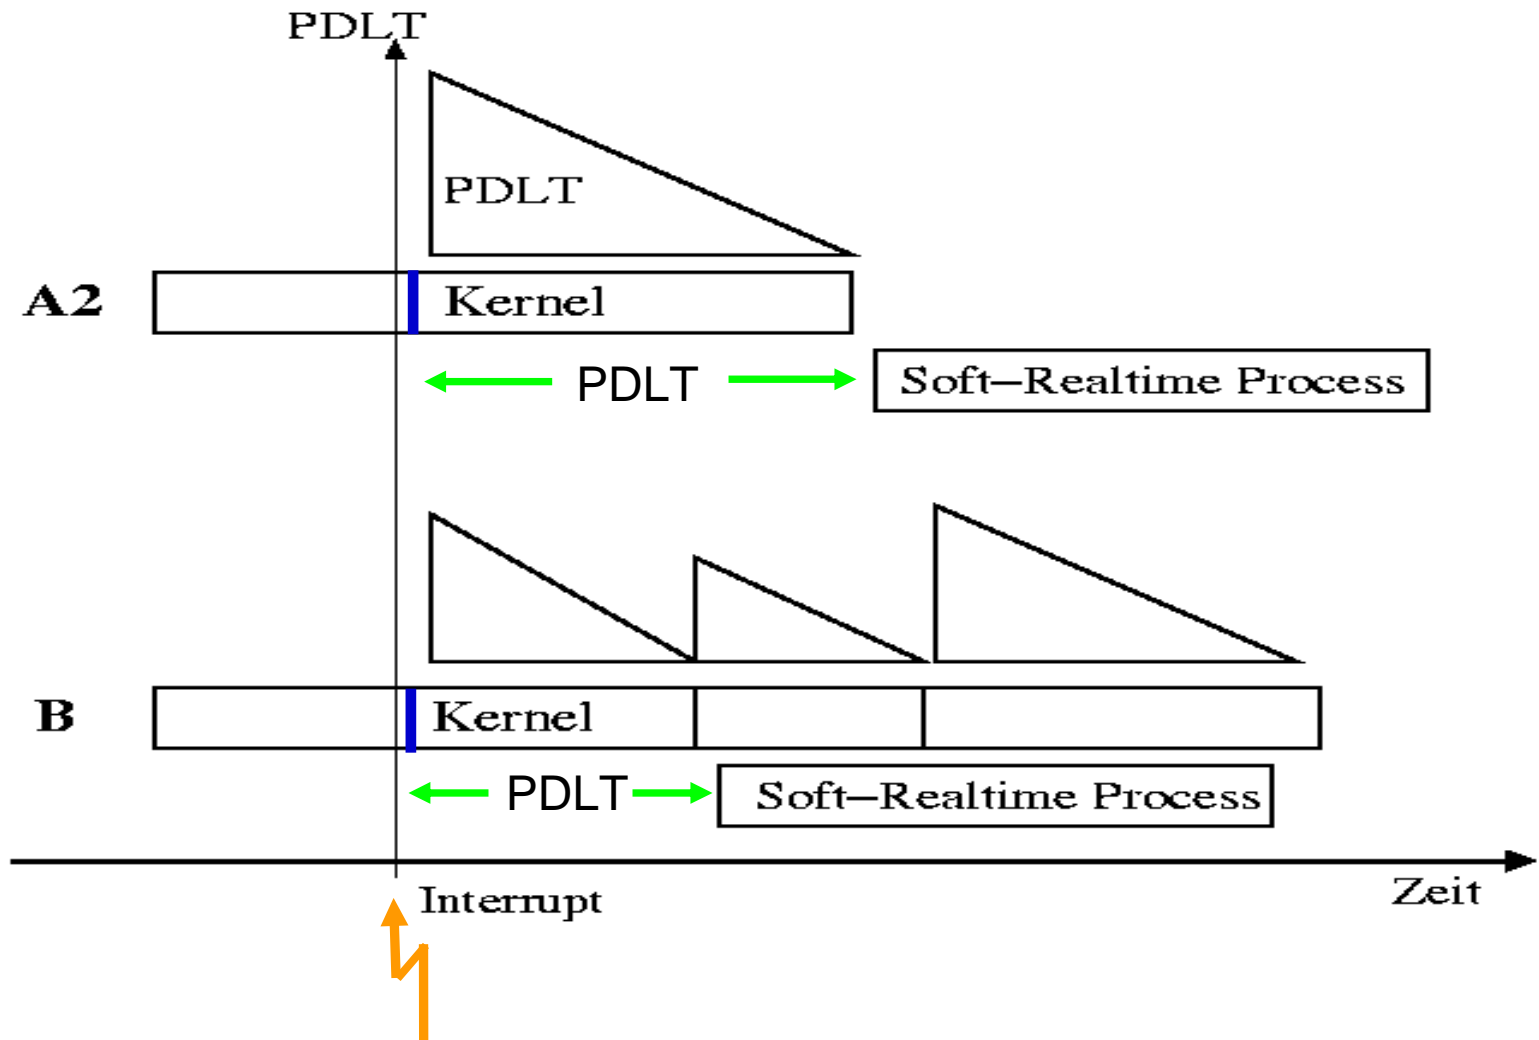 PDLT
PDLT
A2
Kernel
PDLT
Soft–Realtime Process
B
Kernel
PDLT
Soft–Realtime Process
Interrupt
Zeit